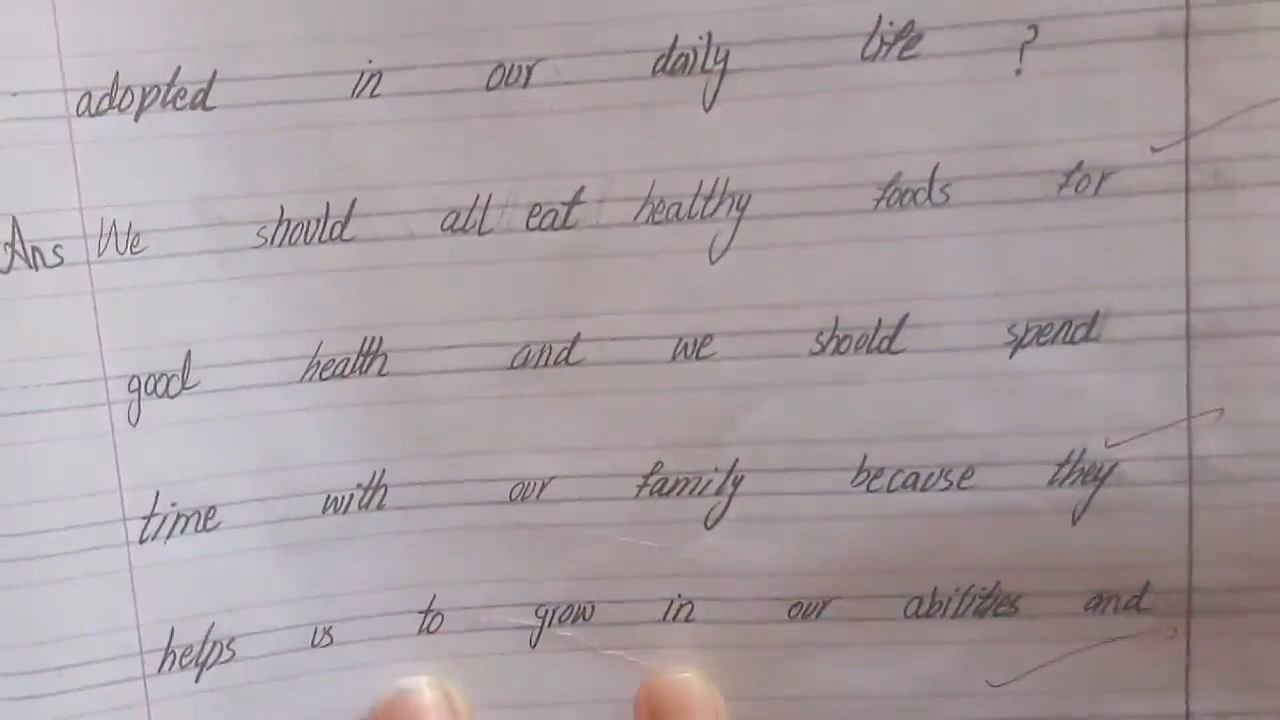 adopted in our daily life ?
Ans We should all eat healthy foods for
good health and we should spend
time with our family because they
helps us to grow in our abilities and